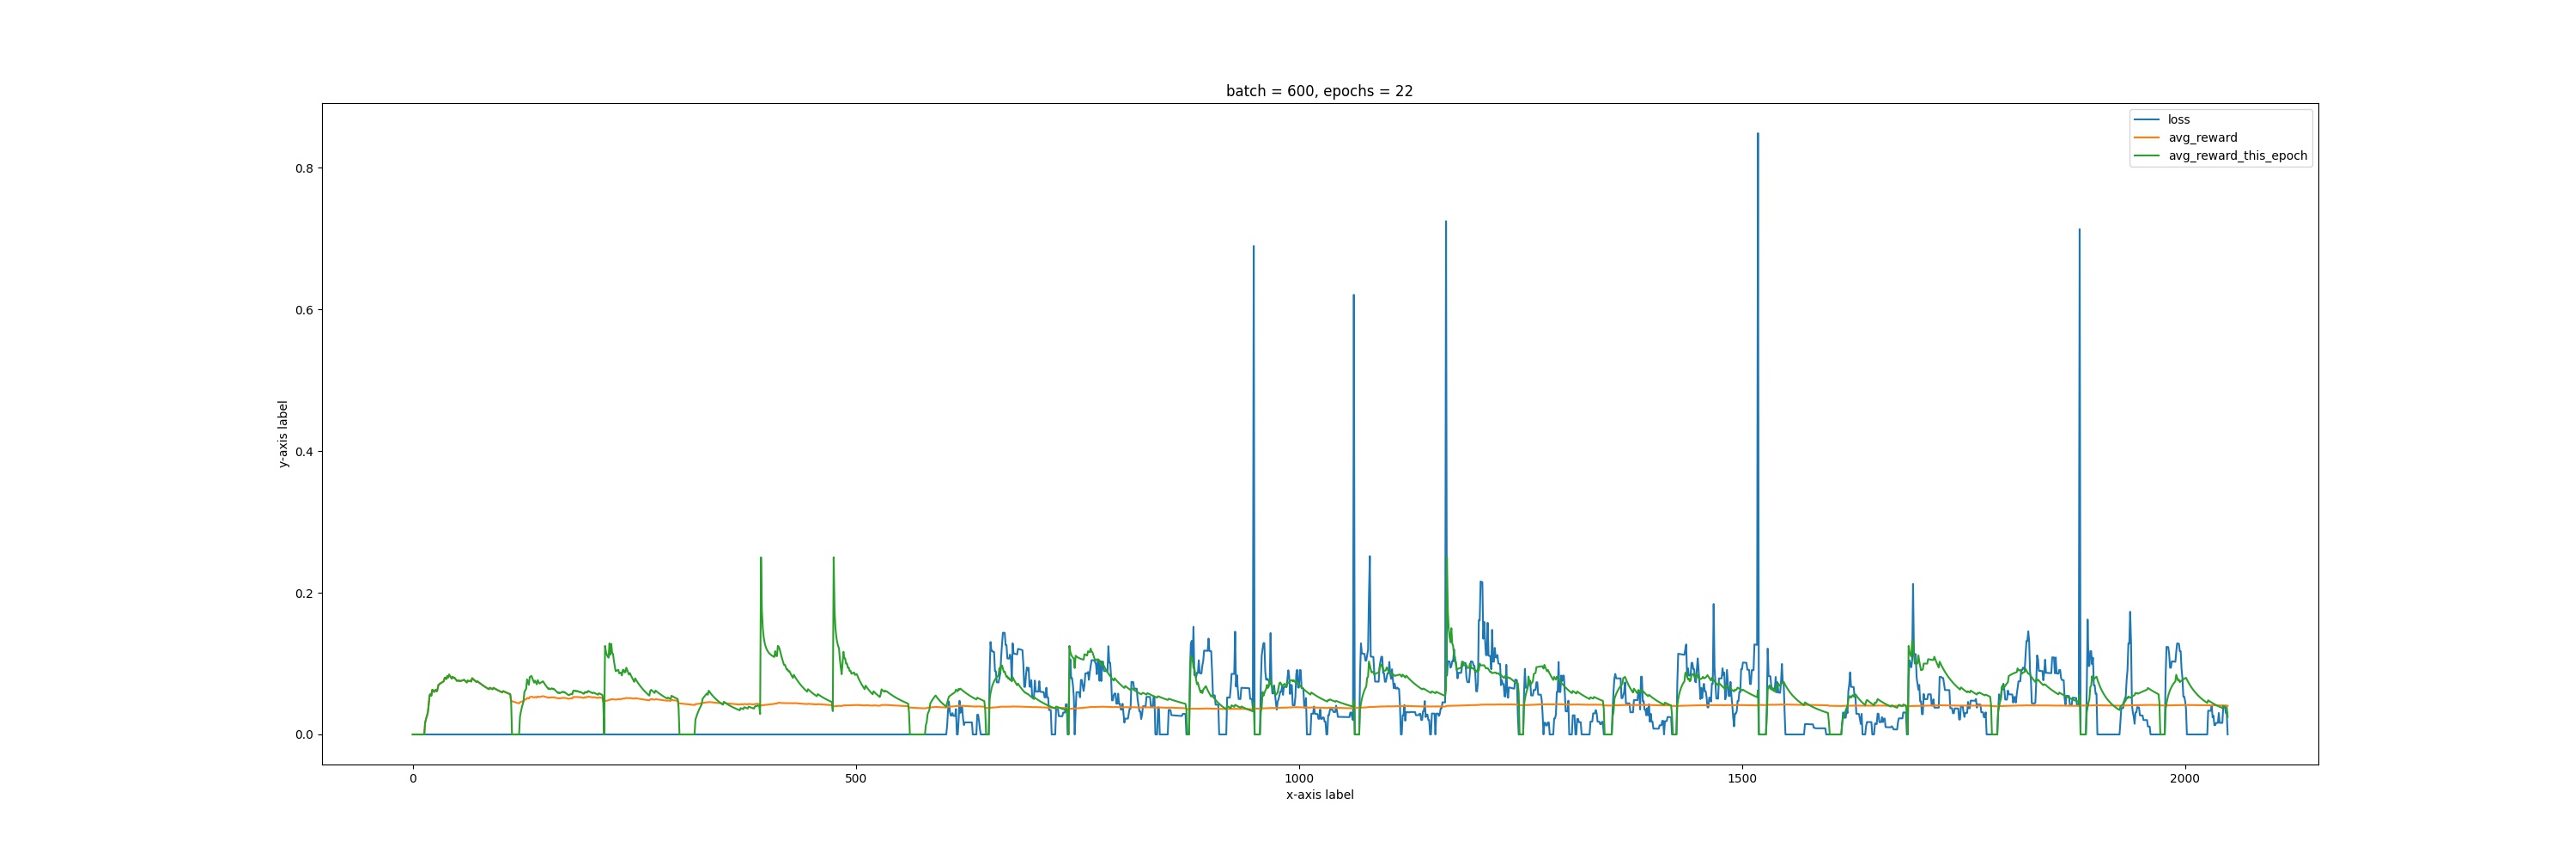 batch = 600, epochs = 22
loss
avg_reward
avg_reward_this_epoch
0.8
0.6
0.4
0.2
0.0
y-axis label
0 500 1000 1500 2000
x-axis label